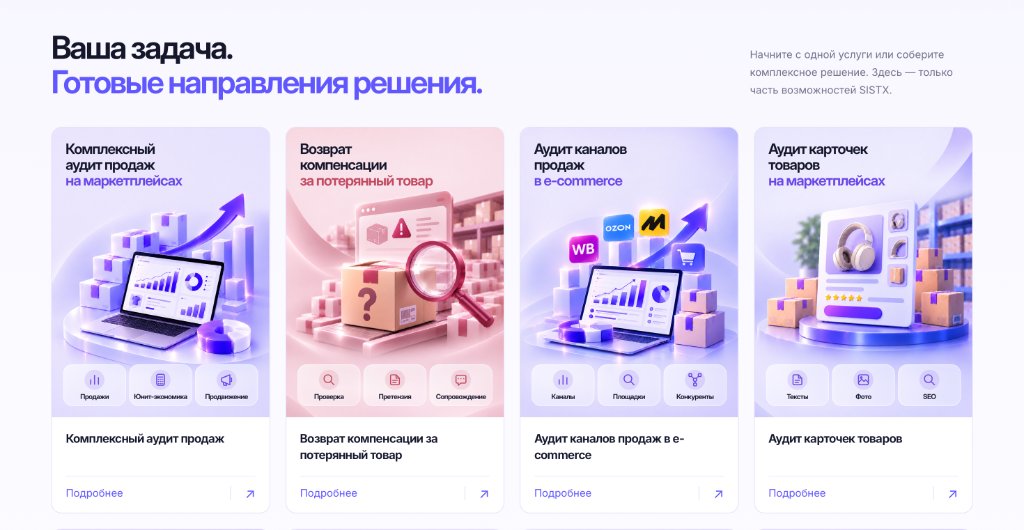 Ваша задача.
Готовые направления решения.
Начните с одной услуги или соберите
комплексное решение. Здесь — только
часть возможностей SISTX.
Комплексный
аудит продаж
на маркетплейсах
Продажи
Юнит-экономика
Продвижение
Комплексный аудит продаж
Подробнее
Возврат
компенсации
за потерянный товар
?
Проверка
Претензия
Сопровождение
Возврат компенсации за
потерянный товар
Подробнее
Аудит каналов
продаж
в e-commerce
WB
OZON
Каналы
Площадки
Конкуренты
Аудит каналов продаж в e-
commerce
Подробнее
Аудит карточек
товаров
на маркетплейсах
Тексты
Фото
SEO
Аудит карточек товаров
Подробнее